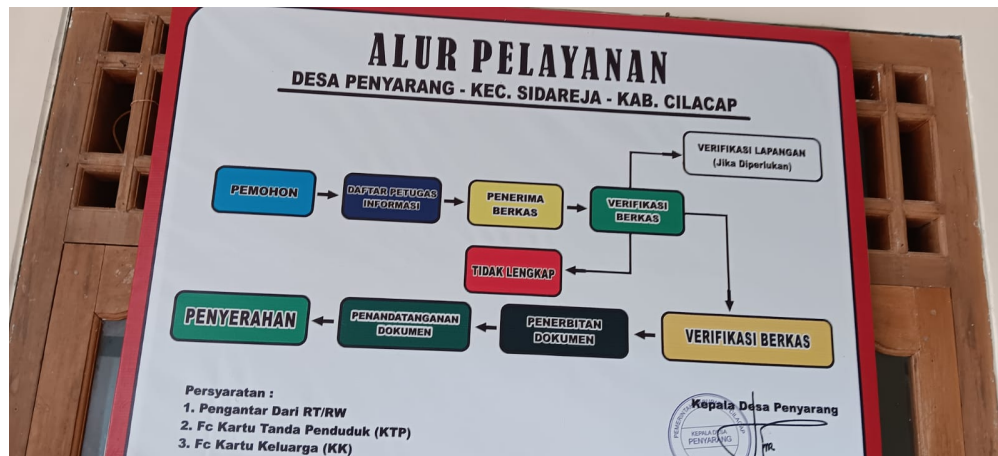 ALUR PELAYANAN
DESA PENYARANG - KEC. SIDAREJA - KAB. CILACAP
VERIFIKASI LAPANGAN
(Jika Diperlukan)
PEMOHON
DAFTAR PETUGAS
INFORMASI
PENERIMA
BERKAS
VERIFIKASI
BERKAS
TIDAK LENGKAP
PENYERAHAN
PENANDATANGANAN
DOKUMEN
PENERBITAN
DOKUMEN
VERIFIKASI BERKAS
Persyaratan :
1. Pengantar Dari RT/RW
2. Fc Kartu Tanda Penduduk (KTP)
3. Fc Kartu Keluarga (KK)
Kepala Desa Penyarang
KEPALA DESA
PENYARANG
CILACAP